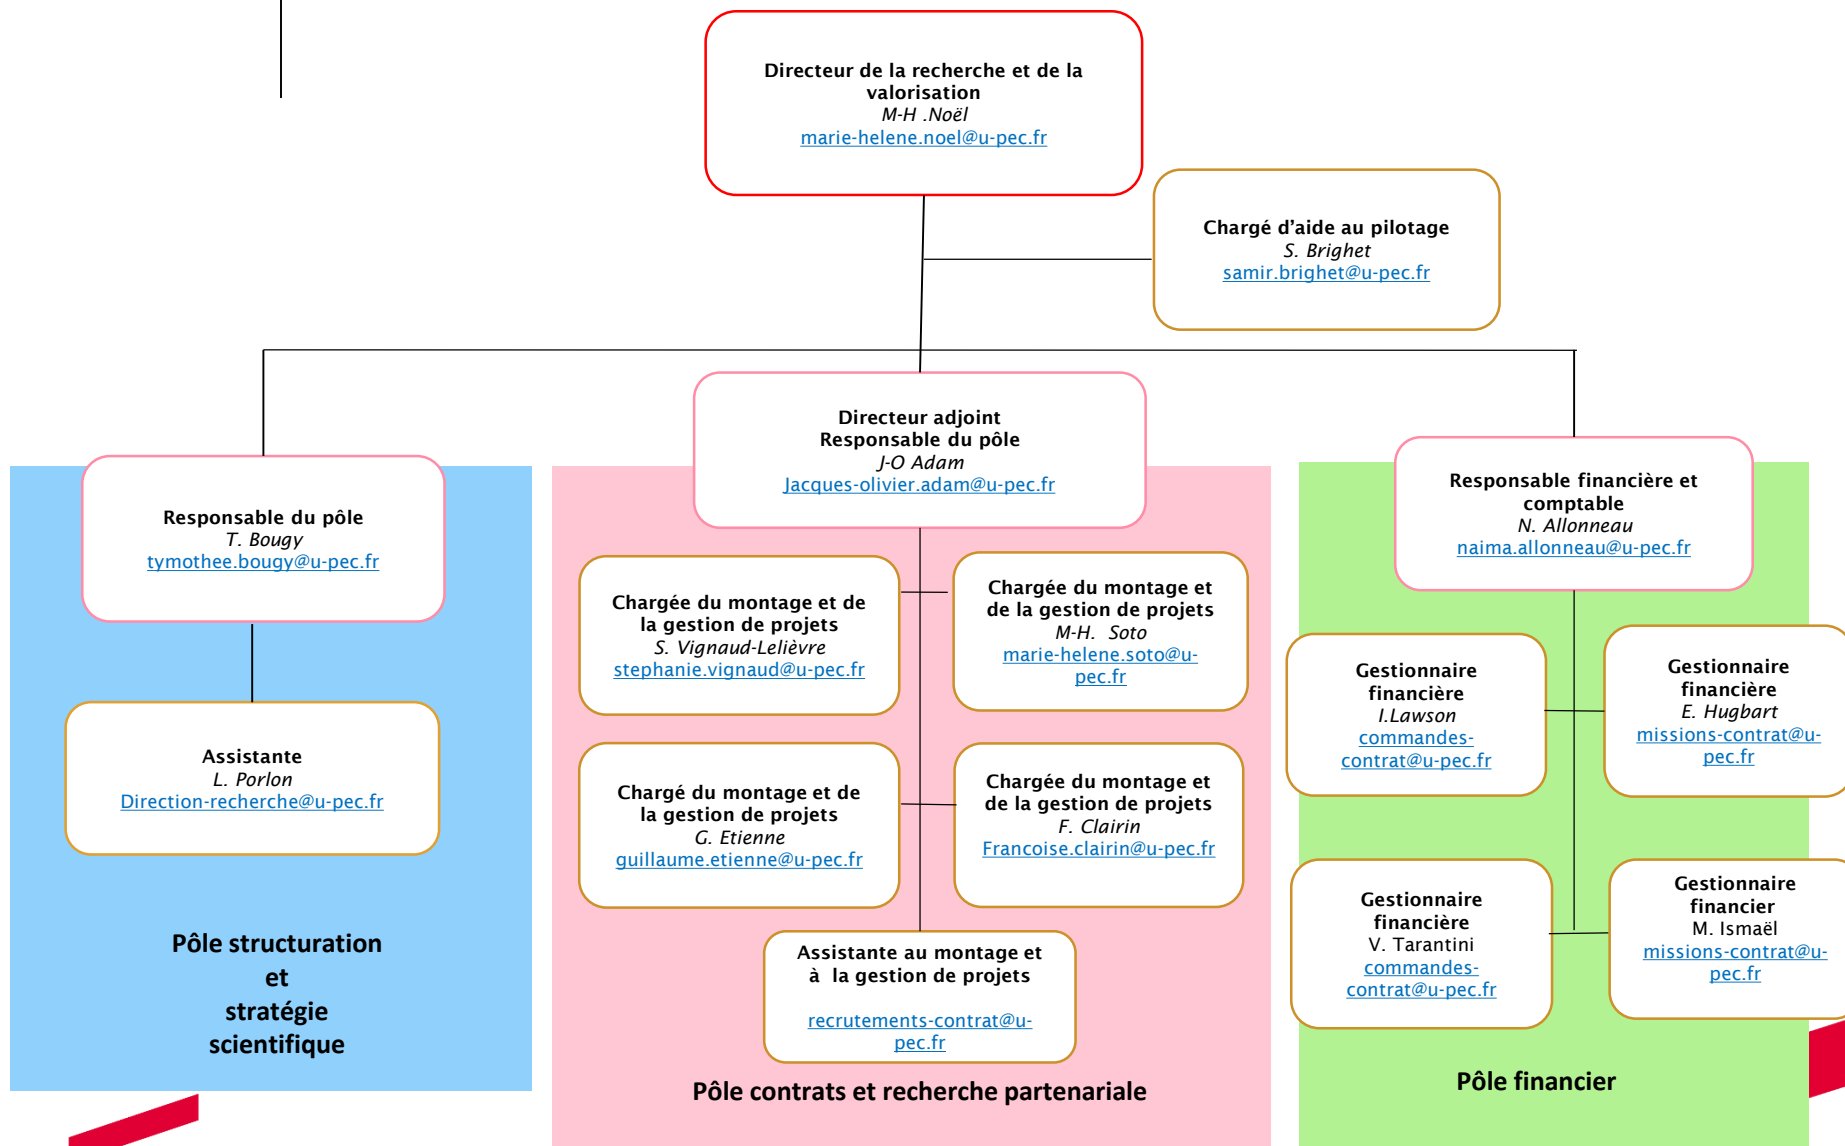 Directeur de la recherche et de la
valorisation
M-H .Noël
marie-helene.noel@u-pec.fr
Chargé d'aide au pilotage
S. Brighet
samir.brighet@u-pec.fr
Responsable du pôle
T. Bougy
tymothee.bougy@u-pec.fr
Assistante
L. Porlon
Direction-recherche@u-pec.fr
Pôle structuration
et
stratégie
scientifique
Directeur adjoint
Responsable du pôle
J-O Adam
Jacques-olivier.adam@u-pec.fr
Chargée du montage et de
la gestion de projets
S. Vignaud-Lelièvre
stephanie.vignaud@u-pec.fr
Chargée du montage et
de la gestion de projets
M-H. Soto
marie-helene.soto@u-
pec.fr
Chargé du montage et de
la gestion de projets
G. Etienne
guillaume.etienne@u-pec.fr
Chargée du montage et
de la gestion de projets
F. Clairin
Francoise.clairin@u-pec.fr
Assistante au montage et
à la gestion de projets
recrutements-contrat@u-
pec.fr
Pôle contrats et recherche partenariale
Responsable financière et
comptable
N. Allonneau
naima.allonneau@u-pec.fr
Gestionnaire
financière
I.Lawson
commandes-
contrat@u-pec.fr
Gestionnaire
financière
E. Hugbart
missions-contrat@u-
pec.fr
Gestionnaire
financière
V. Tarantini
commandes-
contrat@u-pec.fr
Gestionnaire
financier
M. Ismaël
missions-contrat@u-
pec.fr
Pôle financier